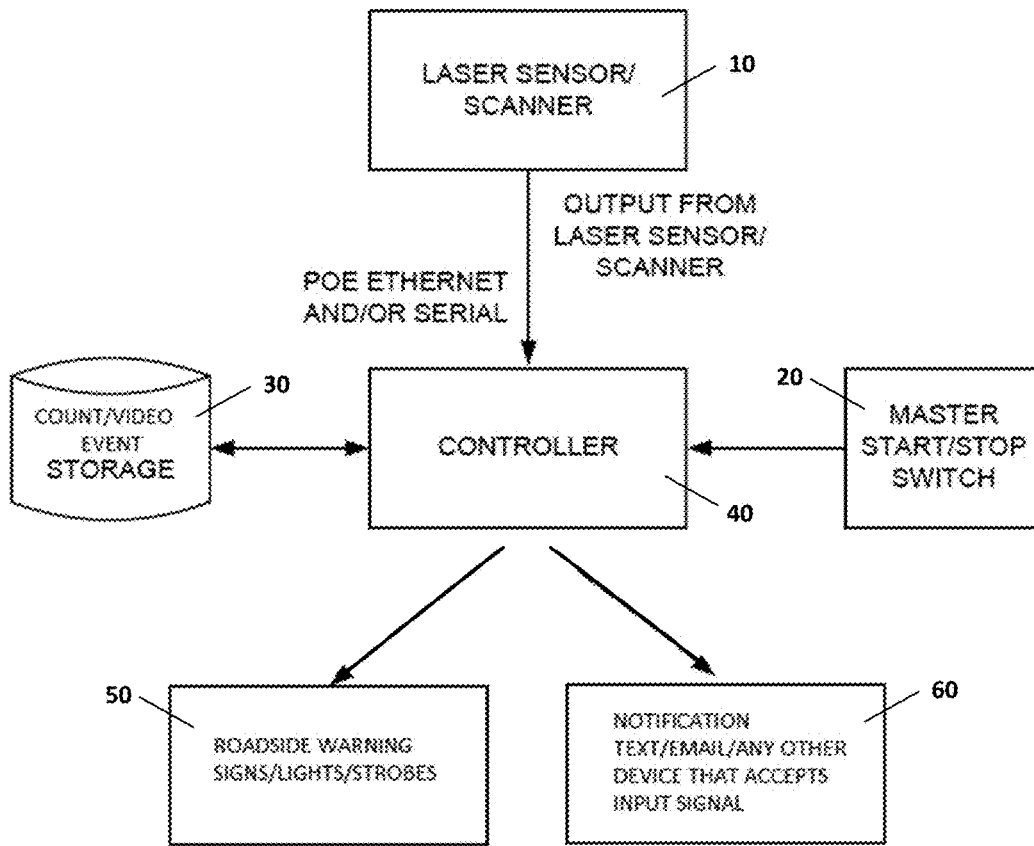 LASER SENSOR/
SCANNER
10
OUTPUT FROM
LASER SENSOR/
SCANNER
POE ETHERNET
AND/OR SERIAL
30
COUNT/VIDEO
EVENT
STORAGE
CONTROLLER
40
20
MASTER
START/STOP
SWITCH
50
ROADSIDE WARNING
SIGNS/LIGHTS/STROBES
60
NOTIFICATION
TEXT/EMAIL/ANY OTHER
DEVICE THAT ACCEPTS
INPUT SIGNAL